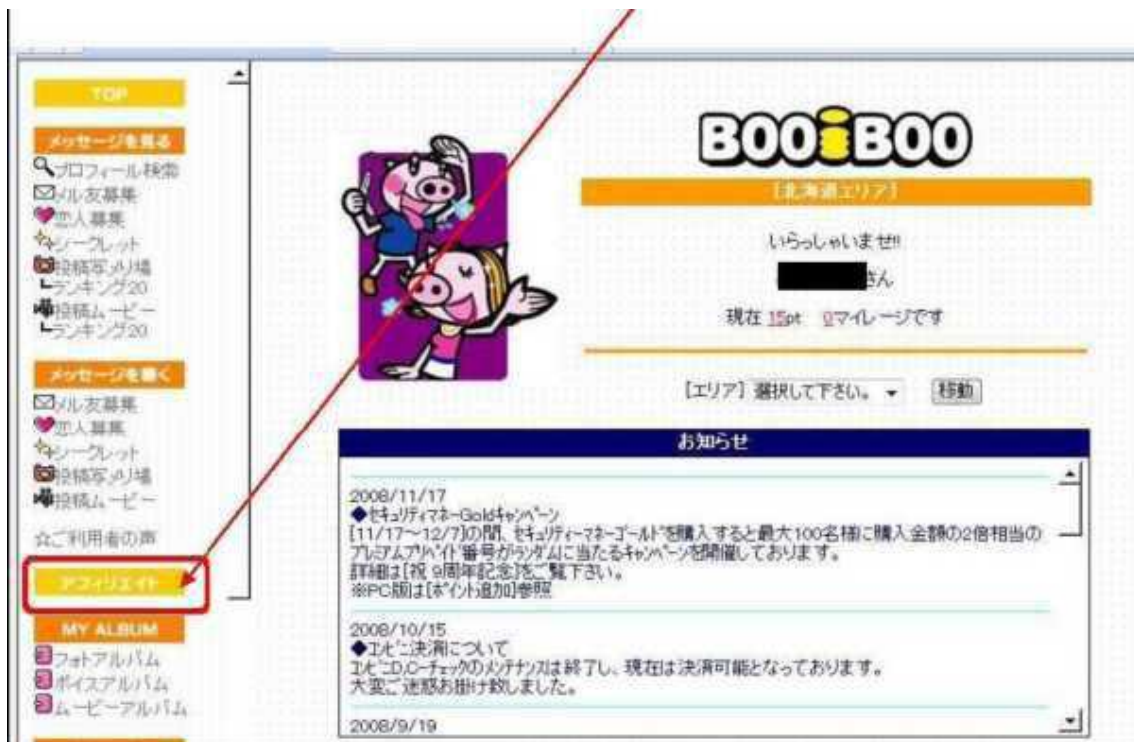 TOP
メッセージを見る
プロフィール検索
メル友募集
恋人募集
シークレット
投稿写メリ場
ランキング20
投稿ムービー
ランキング20
メッセージを聞く
メル友募集
恋人募集
シークレット
投稿写メリ場
投稿ムービー
☆ご利用者の声
アフィリエイト
MY ALBUM
フォトアルバム
ボイスアルバム
ムービーアルバム
BOOiBOO
[北海道エリア]
いらっしゃいませ!!
さん
現在 15pt 0マイレージです
[エリア] 選択して下さい。 移動
お知らせ
2008/11/17
◆セキュリティマネーGoldキャンペーン
[11/17~12/7]の間、セキュリティーマネーゴールドを購入すると最大100名様に購入金額の2倍相当の
プレミアムプリペイド番号がランダムに当たるキャンペーンを開催しております。
詳細は[祝 9周年記念]をご覧下さい。
※PC版は[ポイント追加]参照
2008/10/15
◆コンビニ決済について
コンビニD.C-チェックのメンテナンスは終了し、現在は決済可能となっております。
大変ご迷惑お掛け致しました。
2008/9/19